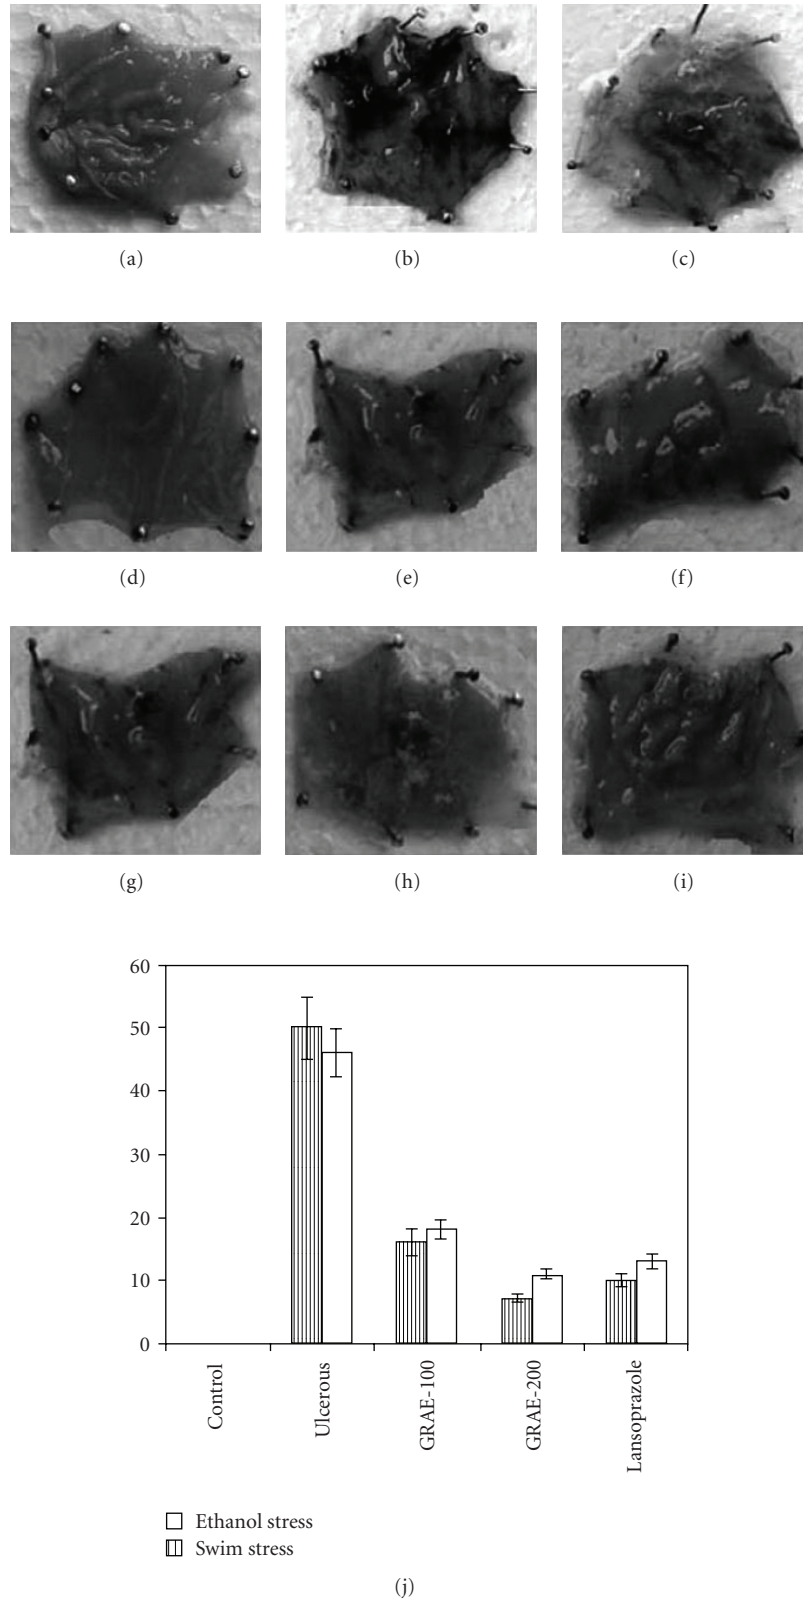 (a) (b) (c)
(d) (e) (f)
(g) (h) (i)
60
50
40
30
20
10
0
Control
Ulcerous
GRAE-100
GRAE-200
Lansoprazole
Ethanol stress
Swim stress
(j)